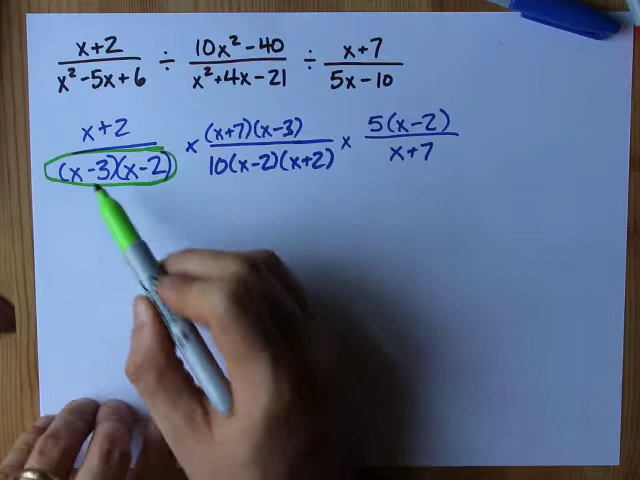 x+2 / x²-5x+6 ÷ 10x²-40 / x²+4x-21 ÷ x+7 / 5x-10
x+2 / (x-3)(x-2) × (x+7)(x-3) / 10(x-2)(x+2) × 5(x-2) / x+7